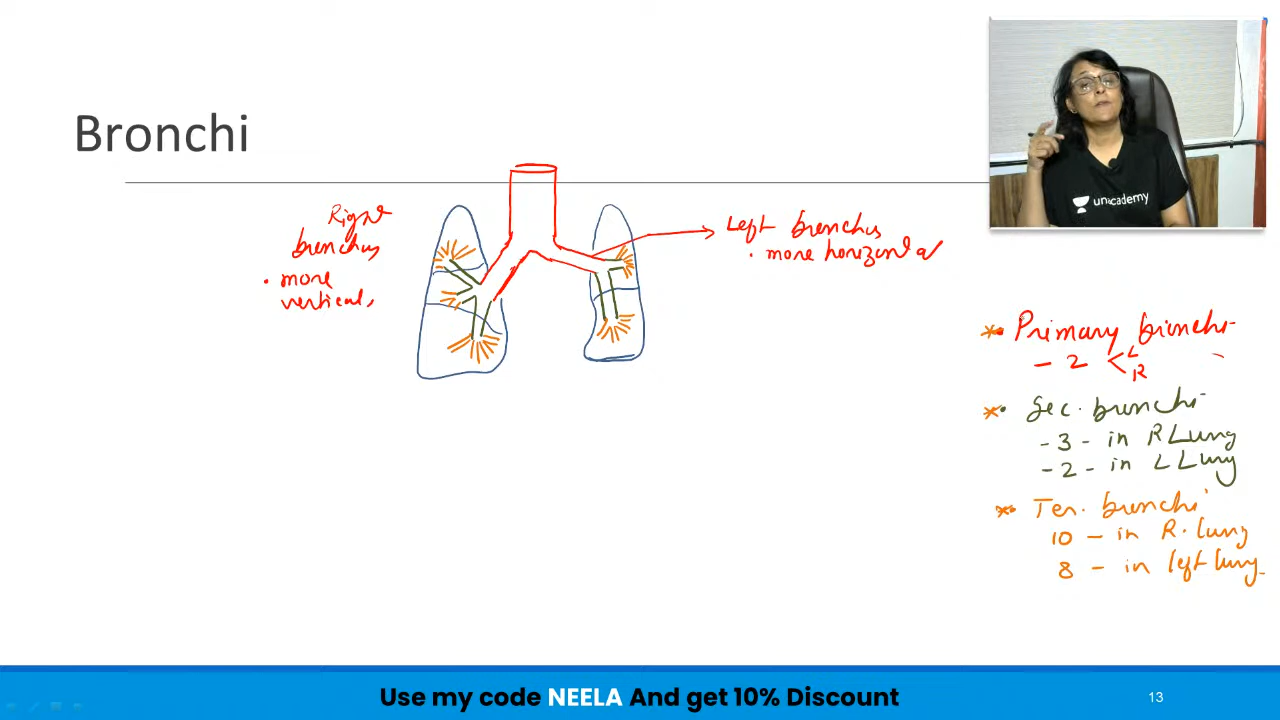 Bronchi
Right
bronchus
• more
vertical,
Left bronchus
• more horizontal
unacademy
* Primary bronchi
- 2 < L
R
* • Sec. bronchi
- 3 - in R Lung
- 2 - in L Lung
* • Ter. bronchi
10 - in R. lung
8 - in left lung
Use my code NEELA And get 10% Discount
13